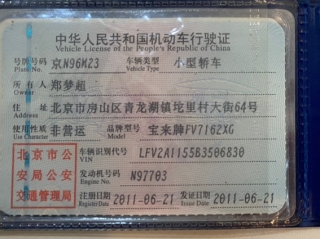 中华人民共和国机动车行驶证
Vehicle License of the People's Republic of China
号牌号码 京N96M23 车辆类型 小型轿车
Plate No. Vehicle Type
所有人 郑梦超
Owner
住址 北京市房山区青龙湖镇坨里村大街64号
Address
使用性质 非营运 品牌型号 宝来牌FV7162XG
Use Character Model
北京市公安局公安交通管理局
车辆识别代号 LFV2A1155B3506830
VIN
发动机号码 N97703
Engine No.
注册日期 2011-06-21 发证日期 2011-06-21
Register Date Issue Date